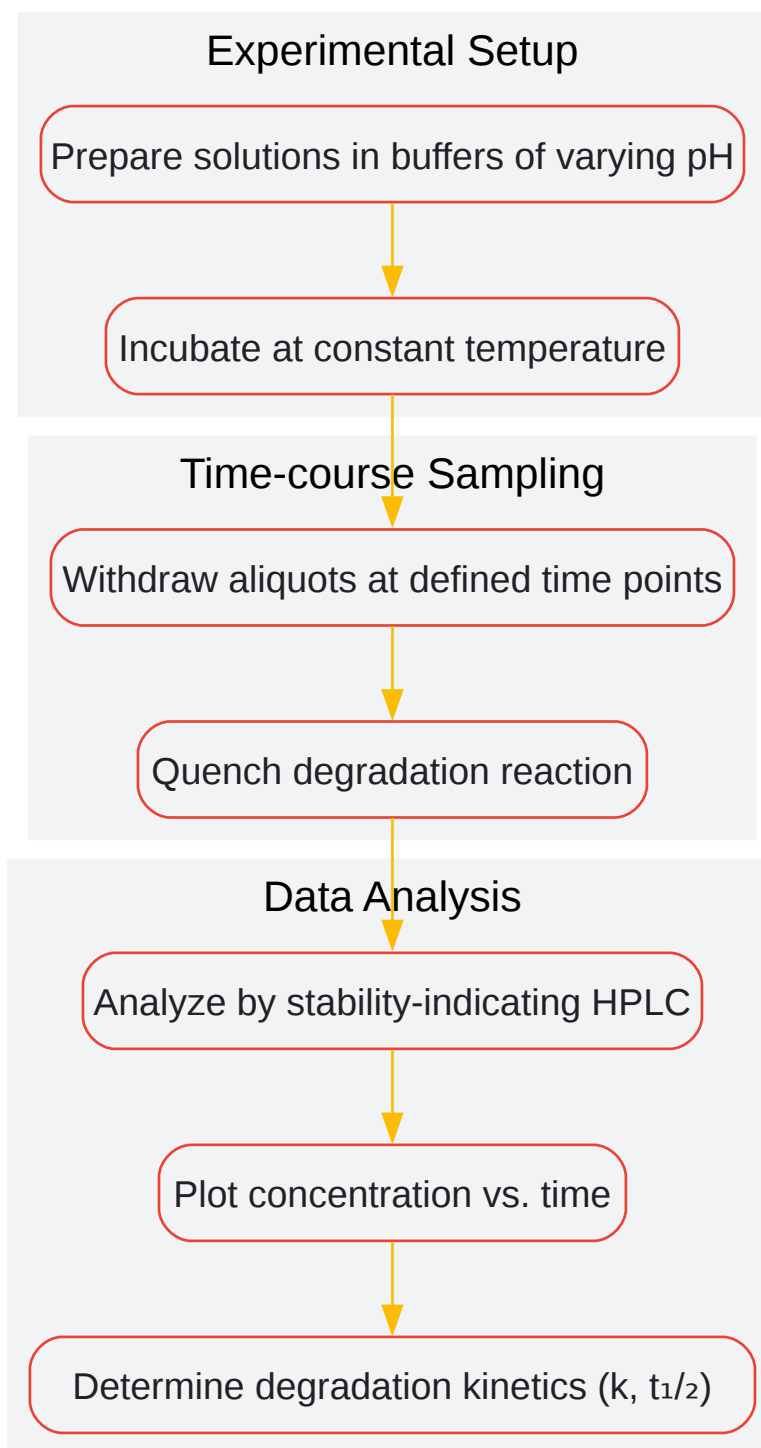 Experimental Setup
Prepare solutions in buffers of varying pH
Incubate at constant temperature
Time-course Sampling
Withdraw aliquots at defined time points
Quench degradation reaction
Data Analysis
Analyze by stability-indicating HPLC
Plot concentration vs. time
Determine degradation kinetics (k, t₁/₂)